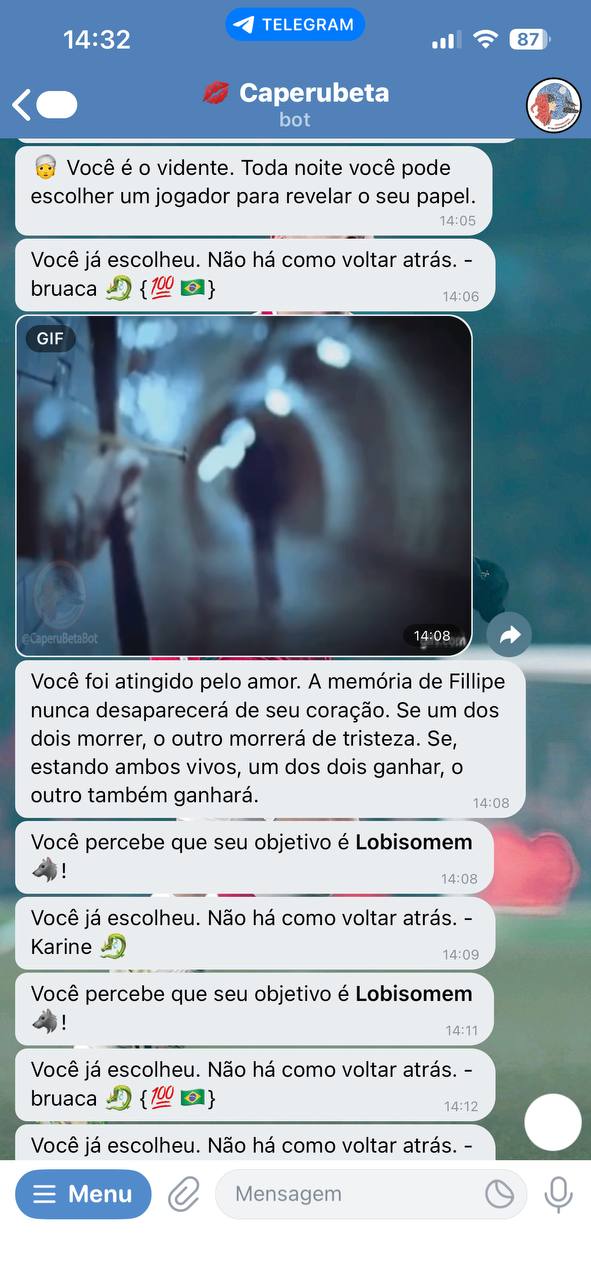 14:32
TELEGRAM
87
💋 Caperubeta
bot
👳 Você é o vidente. Toda noite você pode
escolher um jogador para revelar o seu papel.
14:05
Você já escolheu. Não há como voltar atrás. -
bruaca 🐉 {💯 🇧🇷}
14:06
GIF
@CaperuBetaBot
14:08
Você foi atingido pelo amor. A memória de Fillipe
nunca desaparecerá de seu coração. Se um dos
dois morrer, o outro morrerá de tristeza. Se,
estando ambos vivos, um dos dois ganhar, o
outro também ganhará.
14:08
Você percebe que seu objetivo é Lobisomem
🐺!
14:08
Você já escolheu. Não há como voltar atrás. -
Karine 🐉
14:09
Você percebe que seu objetivo é Lobisomem
🐺!
14:11
Você já escolheu. Não há como voltar atrás. -
bruaca 🐉 {💯 🇧🇷}
14:12
Você já escolheu. Não há como voltar atrás. -
Menu
Mensagem